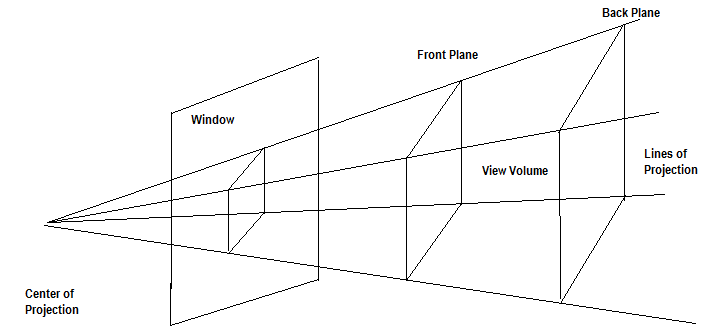 Back Plane
Front Plane
Window
View Volume
Lines of
Projection
Center of
Projection